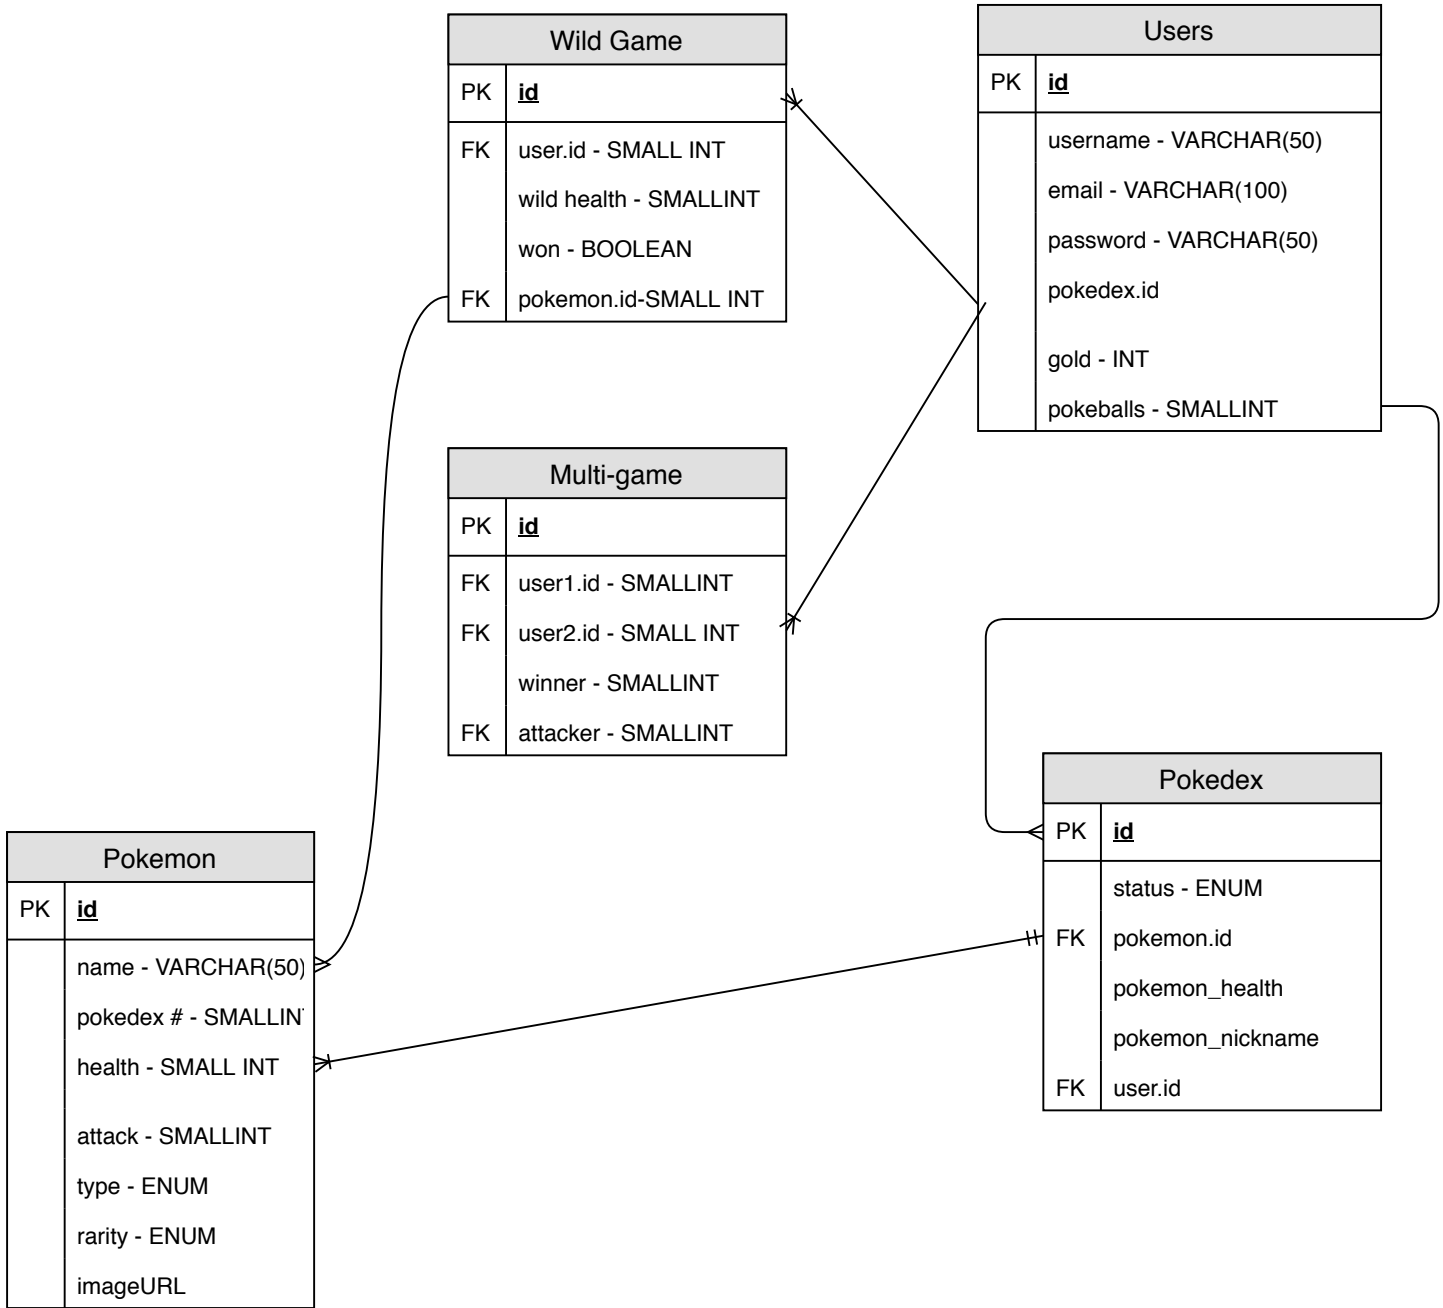 Wild Game
PK id
FK user.id - SMALL INT
wild health - SMALLINT
won - BOOLEAN
FK pokemon.id-SMALL INT
Users
PK id
username - VARCHAR(50)
email - VARCHAR(100)
password - VARCHAR(50)
pokedex.id
gold - INT
pokeballs - SMALLINT
Multi-game
PK id
FK user1.id - SMALLINT
FK user2.id - SMALL INT
winner - SMALLINT
FK attacker - SMALLINT
Pokedex
PK id
status - ENUM
FK pokemon.id
pokemon_health
pokemon_nickname
FK user.id
Pokemon
PK id
name - VARCHAR(50)
pokedex # - SMALLINT
health - SMALL INT
attack - SMALLINT
type - ENUM
rarity - ENUM
imageURL